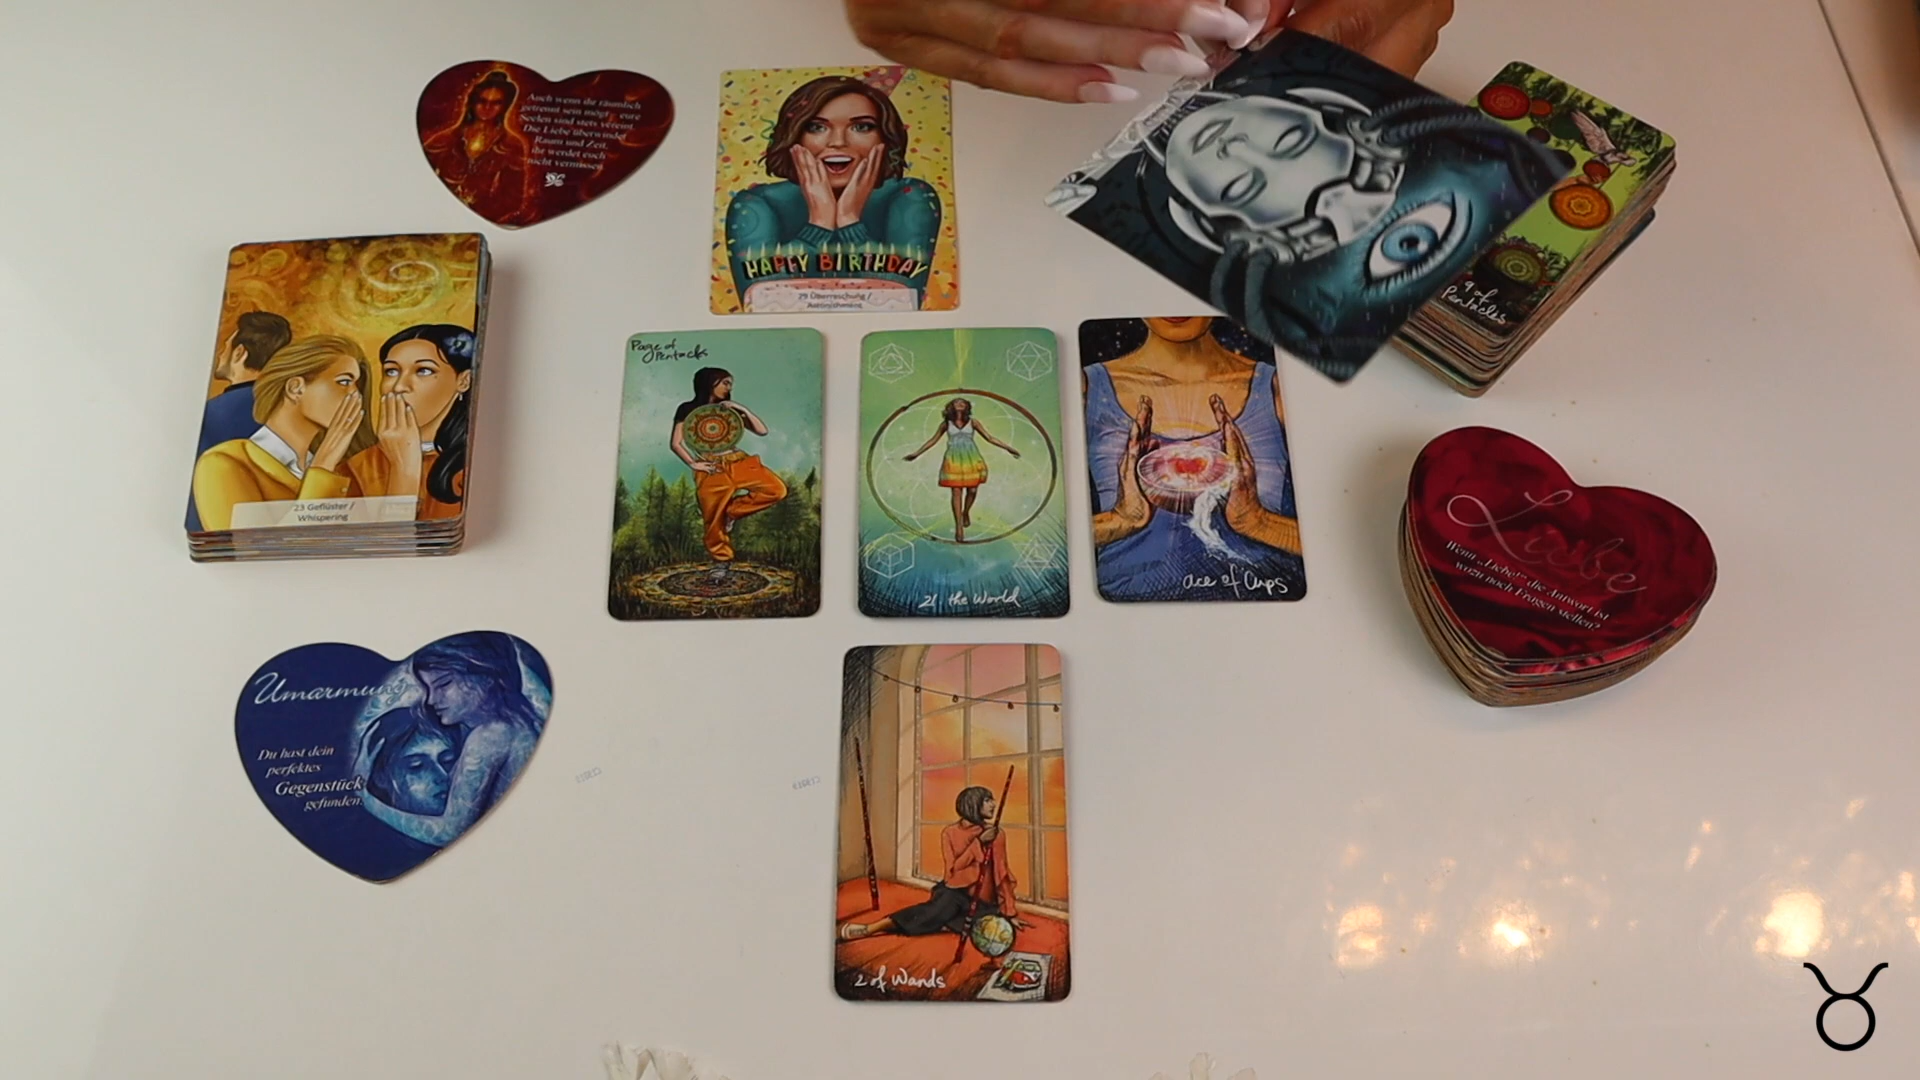 Auch wenn ihr räumlich
getrennt sein mögt, eure
Seelen sind stets vereint.
Die Liebe überwindet
Raum und Zeit,
ihr werdet euch
nicht vermissen
HAPPY BIRTHDAY
29 Überraschung /
Astonishment
9 of
Pentacles
Page of
Pentacles
23 Geflüster /
Whispering
21 the World
ace of Cups
Liebe
Wenn „Liebe!“ die Antwort ist
wozu noch Fragen stellen?
Umarmung
Du hast dein
perfektes
Gegenstück
gefunden.
2 of Wands